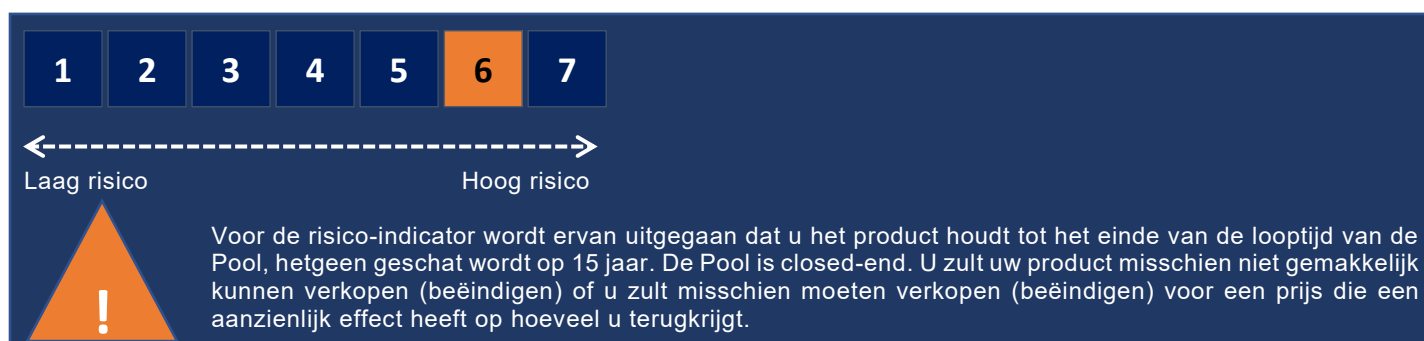 1 2 3 4 5 6 7
Laag risico Hoog risico
Voor de risico-indicator wordt ervan uitgegaan dat u het product houdt tot het einde van de looptijd van de
Pool, hetgeen geschat wordt op 15 jaar. De Pool is closed-end. U zult uw product misschien niet gemakkelijk
kunnen verkopen (beëindigen) of u zult misschien moeten verkopen (beëindigen) voor een prijs die een
aanzienlijk effect heeft op hoeveel u terugkrijgt.
!